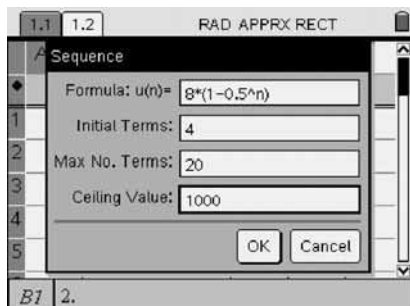 1.1 1.2 RAD APPRX RECT
A
Sequence
Formula: u(n)= 8*(1-0.5^n)
1
Initial Terms: 4
2
Max No. Terms: 20
3
Ceiling Value: 1000
4
5
OK Cancel
B1 2.